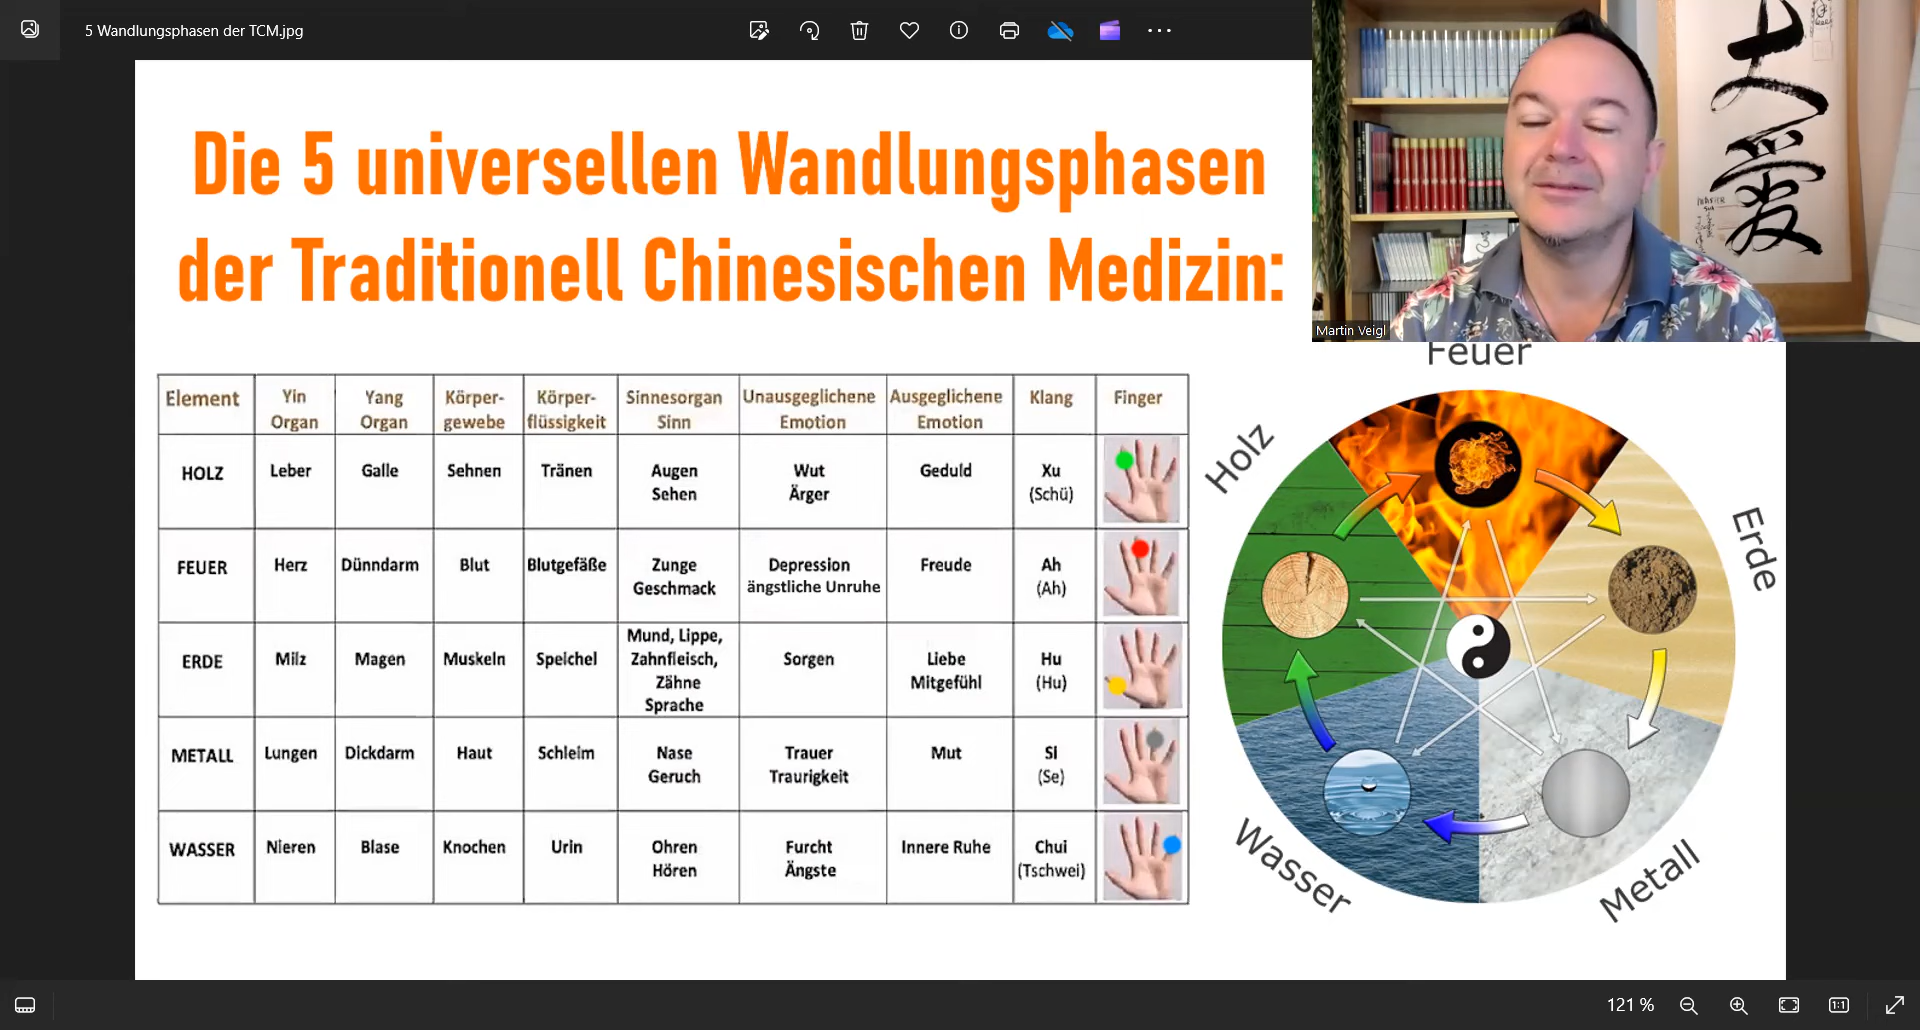 5 Wandlungsphasen der TCM.jpg
Die 5 universellen Wandlungsphasen
der Traditionell Chinesischen Medizin:
大
愛
Martin Veigl
Element
Yin
Organ
Yang
Organ
Körper-
gewebe
Körper-
flüssigkeit
Sinnesorgan
Sinn
Unausgeglichene
Emotion
Ausgeglichene
Emotion
Klang
Finger
HOLZ
Leber
Galle
Sehnen
Tränen
Augen
Sehen
Wut
Ärger
Geduld
Xu
(Schü)
FEUER
Herz
Dünndarm
Blut
Blutgefäße
Zunge
Geschmack
Depression
ängstliche Unruhe
Freude
Ah
(Ah)
ERDE
Milz
Magen
Muskeln
Speichel
Mund, Lippe,
Zahnfleisch,
Zähne
Sprache
Sorgen
Liebe
Mitgefühl
Hu
(Hu)
METALL
Lungen
Dickdarm
Haut
Schleim
Nase
Geruch
Trauer
Traurigkeit
Mut
Si
(Se)
WASSER
Nieren
Blase
Knochen
Urin
Ohren
Hören
Furcht
Ängste
Innere Ruhe
Chui
(Tschwei)
Feuer
Holz
Erde
Wasser
Metall
121 %
1:1